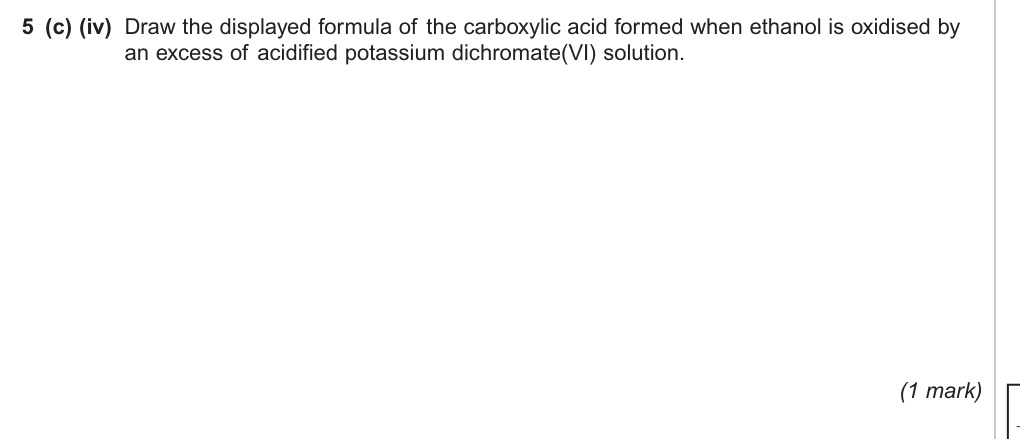 5 (c) (iv) Draw the displayed formula of the carboxylic acid formed when ethanol is oxidised by
an excess of acidified potassium dichromate(VI) solution.
(1 mark)